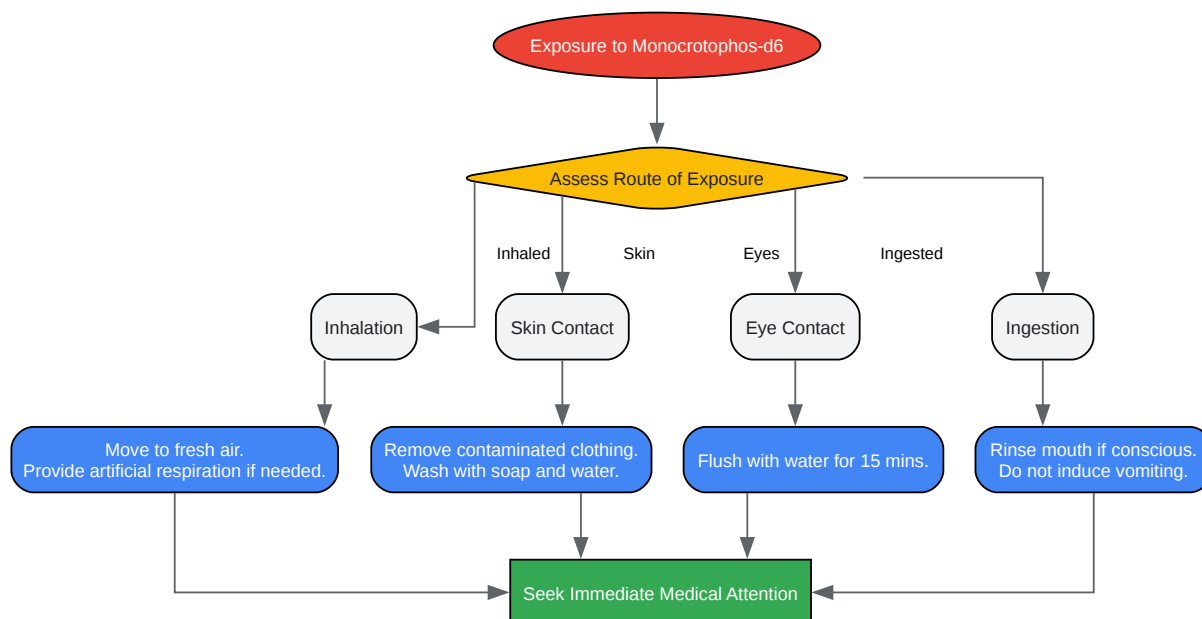 Exposure to Monocrotophos-d6
Assess Route of Exposure
Inhaled
Skin
Eyes
Ingested
Inhalation
Skin Contact
Eye Contact
Ingestion
Move to fresh air.
Provide artificial respiration if needed.
Remove contaminated clothing.
Wash with soap and water.
Flush with water for 15 mins.
Rinse mouth if conscious.
Do not induce vomiting.
Seek Immediate Medical Attention